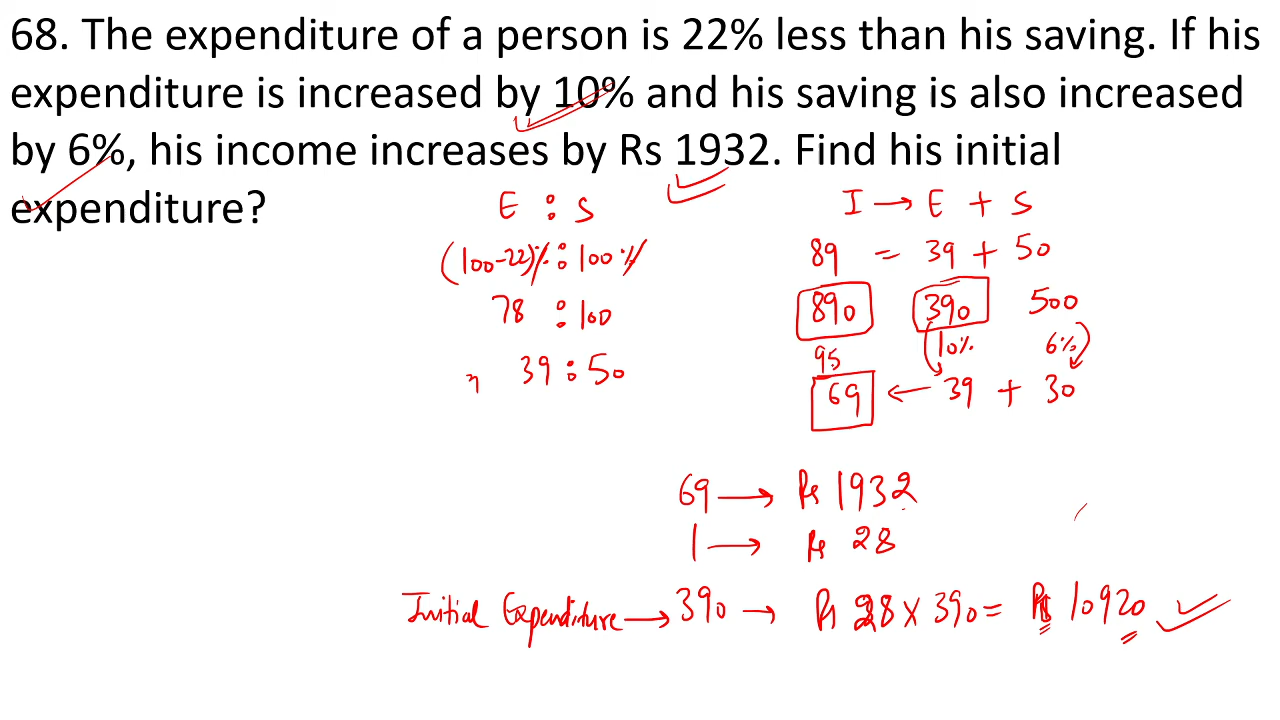 68. The expenditure of a person is 22% less than his saving. If his
expenditure is increased by 10% and his saving is also increased
by 6%, his income increases by Rs 1932. Find his initial
expenditure?
E : S
(100-22)% : 100%
78 : 100
39 : 50
I → E + S
89 = 39 + 50
890 390 500
10% 6%
95
69 ← 39 + 30
69 → Rs 1932
1 → Rs 28
Initial Expenditure → 390 → Rs 28 × 390 = Rs 10920